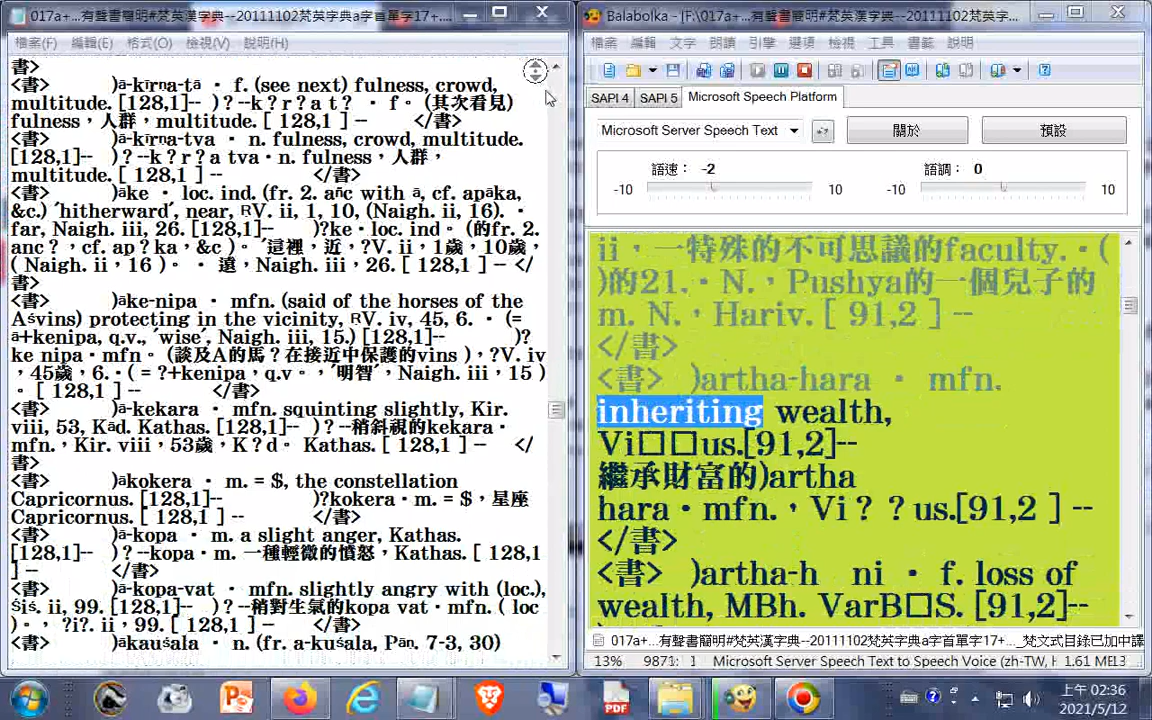 017a+...有聲書簡明#梵英漢字典--20111102梵英字典a字首單字17+...
檔案(F) 編輯(E) 格式(O) 檢視(V) 說明(H)
書>
<書> )ā-kīrṇa-tā • f. (see next) fulness, crowd,
multitude. [128,1]-- )? --k?r?a t? • f。(其次看見)
fulness，人群，multitude. [ 128,1 ] -- </書>
<書> )ā-kīrṇa-tva • n. fulness, crowd, multitude.
[128,1]-- )? --k?r?a tva • n. fulness，人群，
multitude. [ 128,1 ] -- </書>
<書> )āke • loc. ind. (fr. 2. añc with ā, cf. apāka,
&c.) 'hitherward', near, RV. ii, 1, 10, (Naigh. ii, 16). •
far, Naigh. iii, 26. [128,1]-- )?ke • loc. ind。(的fr. 2.
anc?，cf. ap?ka, &c )。'這裡，近，?V. ii，1歲，10歲，
( Naigh. ii，16 )。 • 遠，Naigh. iii，26. [ 128,1 ] -- </
書>
<書> )āke-nipa • mfn. (said of the horses of the
Aśvins) protecting in the vicinity, RV. iv, 45, 6. • (=
ā+kenipa, q.v., 'wise', Naigh. iii, 15.) [128,1]-- )?
ke nipa • mfn。(談及A的馬?在接近中保護的vins )，?V. iv
，45歲，6. • ( = ?+kenipa，q.v。，'明智'，Naigh. iii，15 )
。[ 128,1 ] -- </書>
<書> )ā-kekara • mfn. squinting slightly, Kir.
viii, 53, Kād. Kathas. [128,1]-- )? --稍斜視的kekara •
mfn.，Kir. viii，53歲，K?d。Kathas. [ 128,1 ] -- </
書>
<書> )ākokera • m. = $, the constellation
Capricornus. [128,1]-- )?kokera • m. = $，星座
Capricornus. [ 128,1 ] -- </書>
<書> )ā-kopa • m. a slight anger, Kathas.
[128,1]-- )? --kopa • m. 一種輕微的憤怒，Kathas. [ 128,1
] -- </書>
<書> )ā-kopa-vat • mfn. slightly angry with (loc.),
Śiś. ii, 99. [128,1]-- )? --稍對生氣的kopa vat • mfn. ( loc
)。，?i?. ii，99. [ 128,1 ] -- </書>
<書> )ākauśala • n. (fr. a-kuśala, Pāṇ. 7-3, 30)
Balabolka - [F:\017a+...有聲書簡明#梵英漢字典--20111102梵英字...
檔案 編輯 文字 朗讀 引擎 選項 檢視 工具 書籤 說明
SAPI 4 SAPI 5 Microsoft Speech Platform
Microsoft Server Speech Text 關於 預設
語速： -2 語調： 0
-10 10 -10 10
ii，一特殊的不可思議的faculty. • (
)的21. • N.，Pushya的一個兒子的
m. N.，Hariv. [ 91,2 ] --
</書>
<書> )artha-hara • mfn.
inheriting wealth,
Vi□□us.[91,2]--
繼承財富的)artha
hara • mfn.，Vi??us.[91,2 ] --
</書>
<書> )artha-h ni • f. loss of
wealth, MBh. VarB□S. [91,2]--
017a+...有聲書簡明#梵英漢字典--20111102梵英字典a字首單字17+..._梵文式目錄已加中譯
13% 9871: 1 Microsoft Server Speech Text to Speech Voice (zh-TW, H 1.61 MB
上午 02:36
2021/5/12